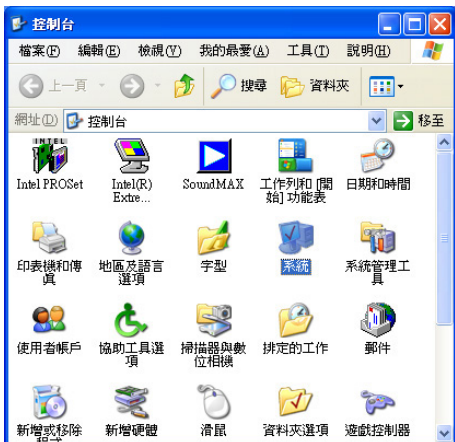 控制台
檔案(F) 編輯(E) 檢視(V) 我的最愛(A) 工具(T) 說明(H)
上一頁 搜尋 資料夾
網址(D) 控制台 移至
Intel PROSet Intel(R) Extre... SoundMAX 工作列和 [開始] 功能表 日期和時間
印表機和傳真 地區及語言選項 字型 系統 系統管理工具
使用者帳戶 協助工具選項 掃描器與數位相機 排定的工作 郵件
新增或移除程式 新增硬體 滑鼠 資料夾選項 遊戲控制器